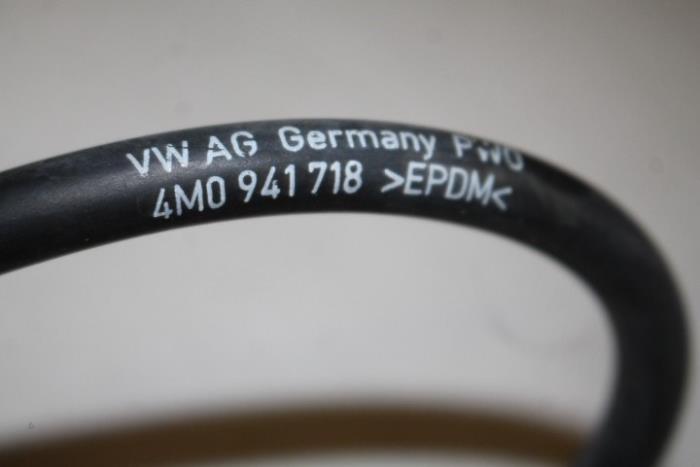 VW AG Germany PWO
4M0 941 718 >EPDM<